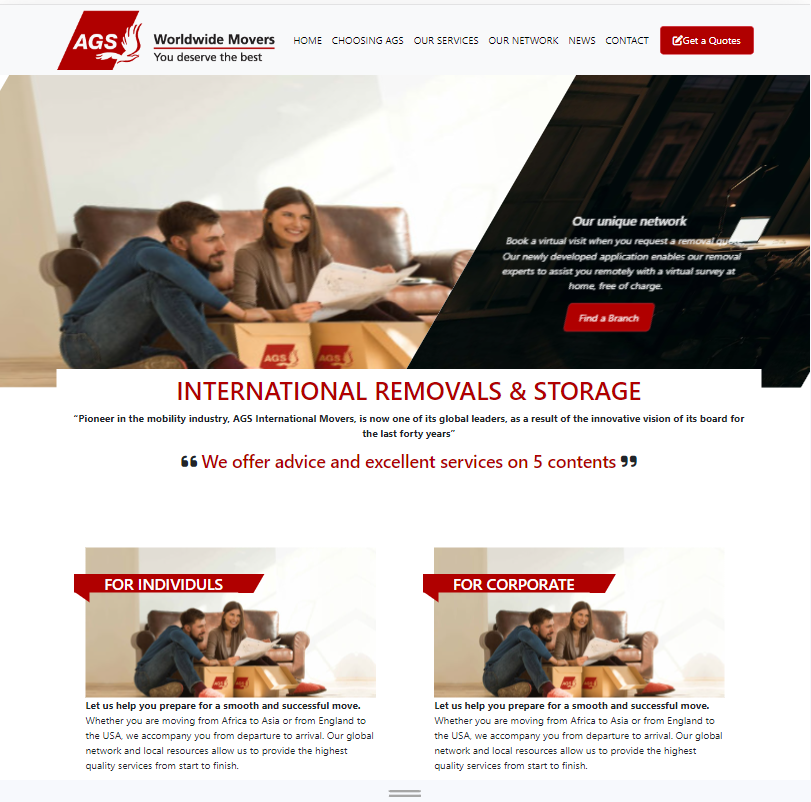 AGS
Worldwide Movers
You deserve the best
HOME CHOOSING AGS OUR SERVICES OUR NETWORK NEWS CONTACT Get a Quotes
Our unique network
Book a virtual visit when you request a removal quote.
Our newly developed application enables our removal
experts to assist you remotely with a virtual survey at
home, free of charge.
Find a Branch
AGS AGS
INTERNATIONAL REMOVALS & STORAGE
“Pioneer in the mobility industry, AGS International Movers, is now one of its global leaders, as a result of the innovative vision of its board for
the last forty years”
❝ We offer advice and excellent services on 5 contents ❞
FOR INDIVIDULS
AGS AGS
Let us help you prepare for a smooth and successful move.
Whether you are moving from Africa to Asia or from England to
the USA, we accompany you from departure to arrival. Our global
network and local resources allow us to provide the highest
quality services from start to finish.
FOR CORPORATE
AGS AGS
Let us help you prepare for a smooth and successful move.
Whether you are moving from Africa to Asia or from England to
the USA, we accompany you from departure to arrival. Our global
network and local resources allow us to provide the highest
quality services from start to finish.